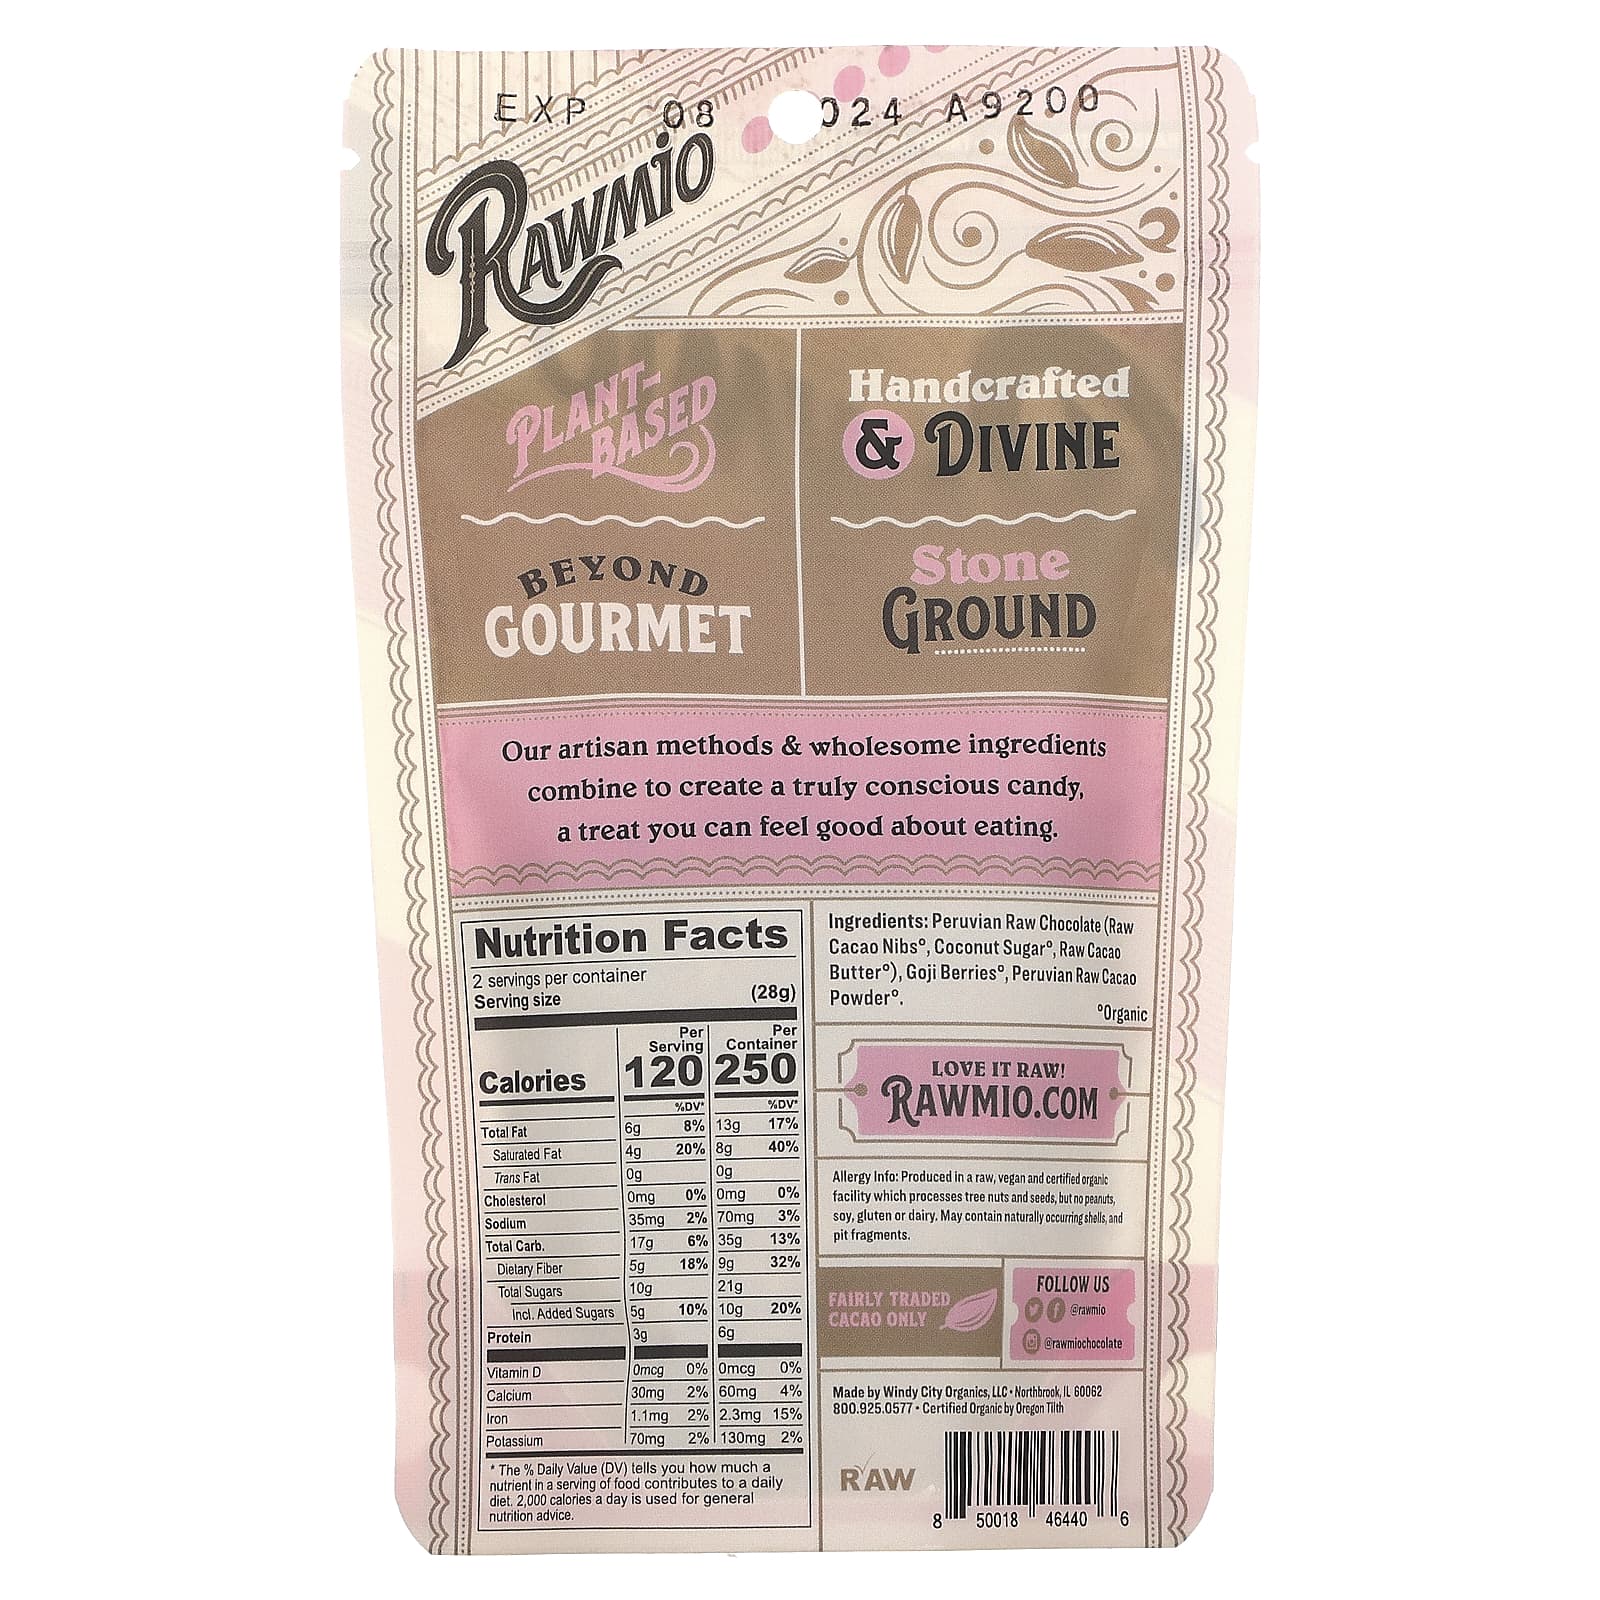 EXP 08 024 A9200
RAWMIO
PLANT-
BASED
Handcrafted
& DIVINE
BEYOND
GOURMET
Stone
GROUND
Our artisan methods & wholesome ingredients
combine to create a truly conscious candy,
a treat you can feel good about eating.
Nutrition Facts
2 servings per container
Serving size (28g)
Per Serving Per Container
Calories 120 250
%DV* %DV*
Total Fat 6g 8% 13g 17%
Saturated Fat 4g 20% 8g 40%
Trans Fat 0g 0g
Cholesterol 0mg 0% 0mg 0%
Sodium 35mg 2% 70mg 3%
Total Carb. 17g 6% 35g 13%
Dietary Fiber 5g 18% 9g 32%
Total Sugars 10g 21g
Incl. Added Sugars 5g 10% 10g 20%
Protein 3g 6g
Vitamin D 0mcg 0% 0mcg 0%
Calcium 30mg 2% 60mg 4%
Iron 1.1mg 2% 2.3mg 15%
Potassium 70mg 2% 130mg 2%
* The % Daily Value (DV) tells you how much a
nutrient in a serving of food contributes to a daily
diet. 2,000 calories a day is used for general
nutrition advice.
Ingredients: Peruvian Raw Chocolate (Raw
Cacao Nibs°, Coconut Sugar°, Raw Cacao
Butter°), Goji Berries°, Peruvian Raw Cacao
Powder°.
°Organic
LOVE IT RAW!
RAWMIO.COM
Allergy Info: Produced in a raw, vegan and certified organic
facility which processes tree nuts and seeds, but no peanuts,
soy, gluten or dairy. May contain naturally occurring shells, and
pit fragments.
FAIRLY TRADED
CACAO ONLY
FOLLOW US
@rawmio
@rawmiochocolate
Made by Windy City Organics, LLC • Northbrook, IL 60062
800.925.0577 • Certified Organic by Oregon Tilth
RAW
8 50018 46440 6